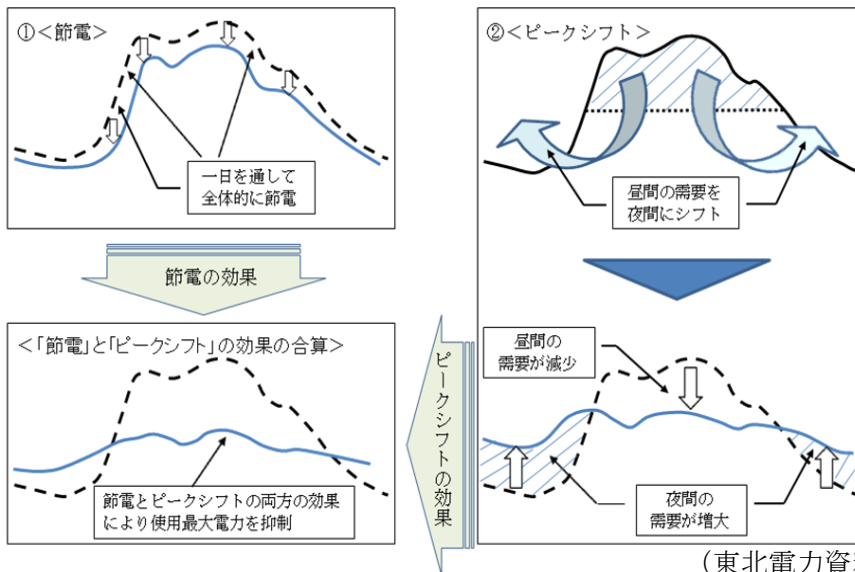 ①<節電>
一日を通して
全体的に節電
節電の効果
<「節電」と「ピークシフト」の効果の合算>
節電とピークシフトの両方の効果
により使用最大電力を抑制
②<ピークシフト>
昼間の需要を
夜間にシフト
昼間の
需要が減少
夜間の
需要が増大
ピークシフトの効果
(東北電力資